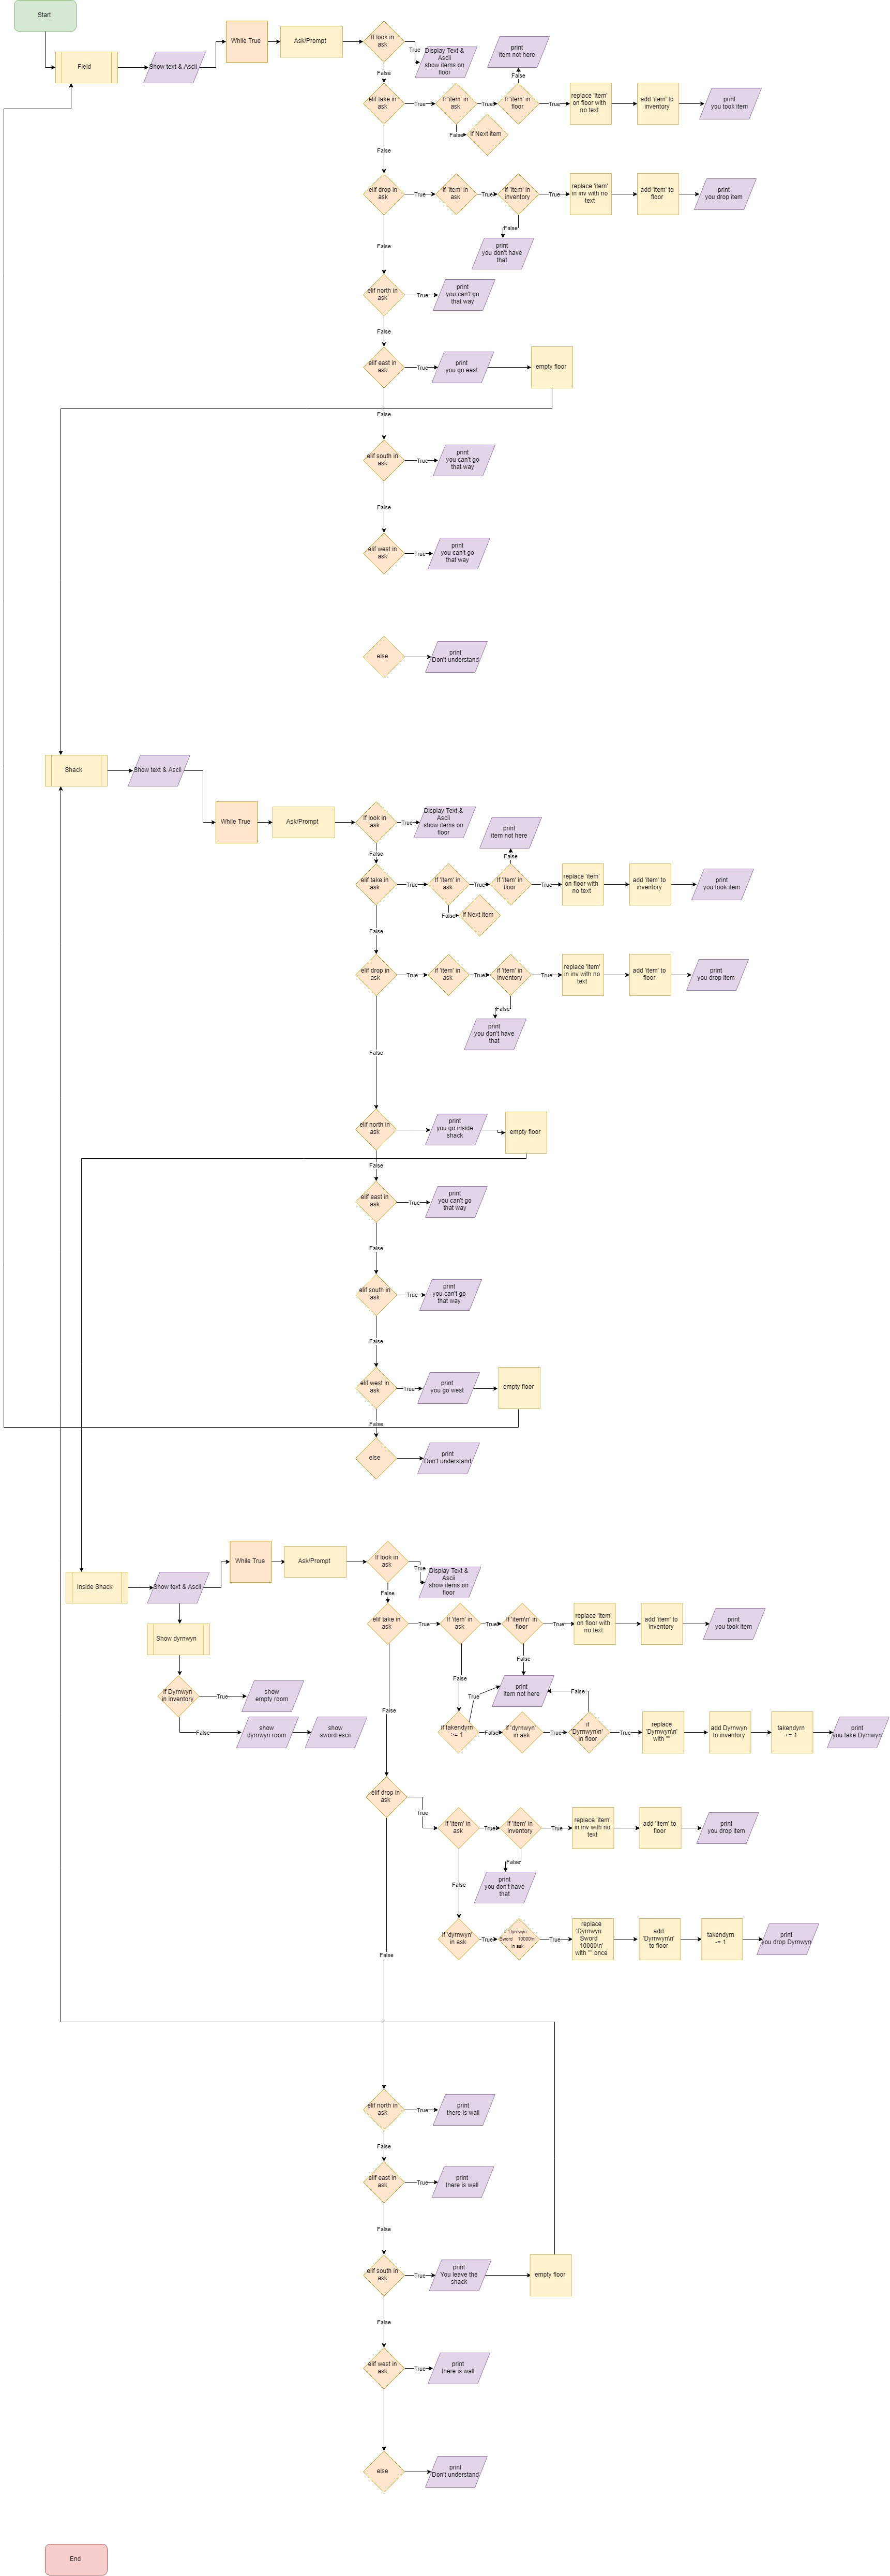 Start
Field
Show text & Ascii
While True
Ask/Prompt
If look in
ask
True
Display Text &
Ascii
show items on
floor
False
print
item not here
False
elif take in
ask
True
If 'item' in
ask
True
If 'item' in
floor
True
replace 'item'
on floor with
no text
add 'item' to
inventory
print
you took item
False
if Next item
False
elif drop in
ask
True
if 'item' in
ask
True
if 'item' in
inventory
True
replace 'item'
in inv with no
text
add 'item' to
floor
print
you drop item
False
print
you don't have
that
False
elif north in
ask
True
print
you can't go
that way
False
elif east in
ask
True
print
you go east
empty floor
False
elif south in
ask
True
print
you can't go
that way
False
elif west in
ask
True
print
you can't go
that way
else
print
Don't understand
Shack
Show text & Ascii
While True
Ask/Prompt
If look in
ask
True
Display Text &
Ascii
show items on
floor
False
print
item not here
False
elif take in
ask
True
If 'item' in
ask
True
If 'item' in
floor
True
replace 'item'
on floor with
no text
add 'item' to
inventory
print
you took item
False
if Next item
False
elif drop in
ask
True
if 'item' in
ask
True
if 'item' in
inventory
True
replace 'item'
in inv with no
text
add 'item' to
floor
print
you drop item
False
print
you don't have
that
False
elif north in
ask
True
print
you go inside
shack
empty floor
False
elif east in
ask
True
print
you can't go
that way
False
elif south in
ask
True
print
you can't go
that way
False
elif west in
ask
True
print
you go west
empty floor
False
else
print
Don't understand
Inside Shack
Show text & Ascii
While True
Ask/Prompt
If look in
ask
True
Display Text &
Ascii
show items on
floor
False
elif take in
ask
True
If 'item' in
ask
True
if 'item\n' in
floor
True
replace 'item'
on floor with
no text
add 'item' to
inventory
print
you took item
Show dyrnwyn
if Dyrnwyn
in inventory
True
show
empty room
False
show
dyrnwyn room
show
sword ascii
False
False
True
print
item not here
False
False
if takendyrn
>= 1
False
if 'dyrnwyn'
in ask
True
if
'Dyrnwyn\n'
in floor
True
replace
'Dyrnwyn\n'
with ''
add Dyrnwyn
to inventory
takendyrn
+= 1
print
you take Dyrnwyn
elif drop in
ask
True
if 'item' in
ask
True
if 'item' in
inventory
True
replace 'item'
in inv with no
text
add 'item' to
floor
print
you drop item
False
print
you don't have
that
False
if 'dyrnwyn'
in ask
True
if 'Dyrnwyn
Sword 10000\n'
in ask
True
replace
'Dyrnwyn
Sword
10000\n'
with '' once
add
'Dyrnwyn\n'
to floor
takendyrn
-= 1
print
you drop Dyrnwyn
False
elif north in
ask
True
print
there is wall
False
elif east in
ask
True
print
there is wall
False
elif south in
ask
True
print
You leave the
shack
empty floor
False
elif west in
ask
True
print
there is wall
else
print
Don't understand
End